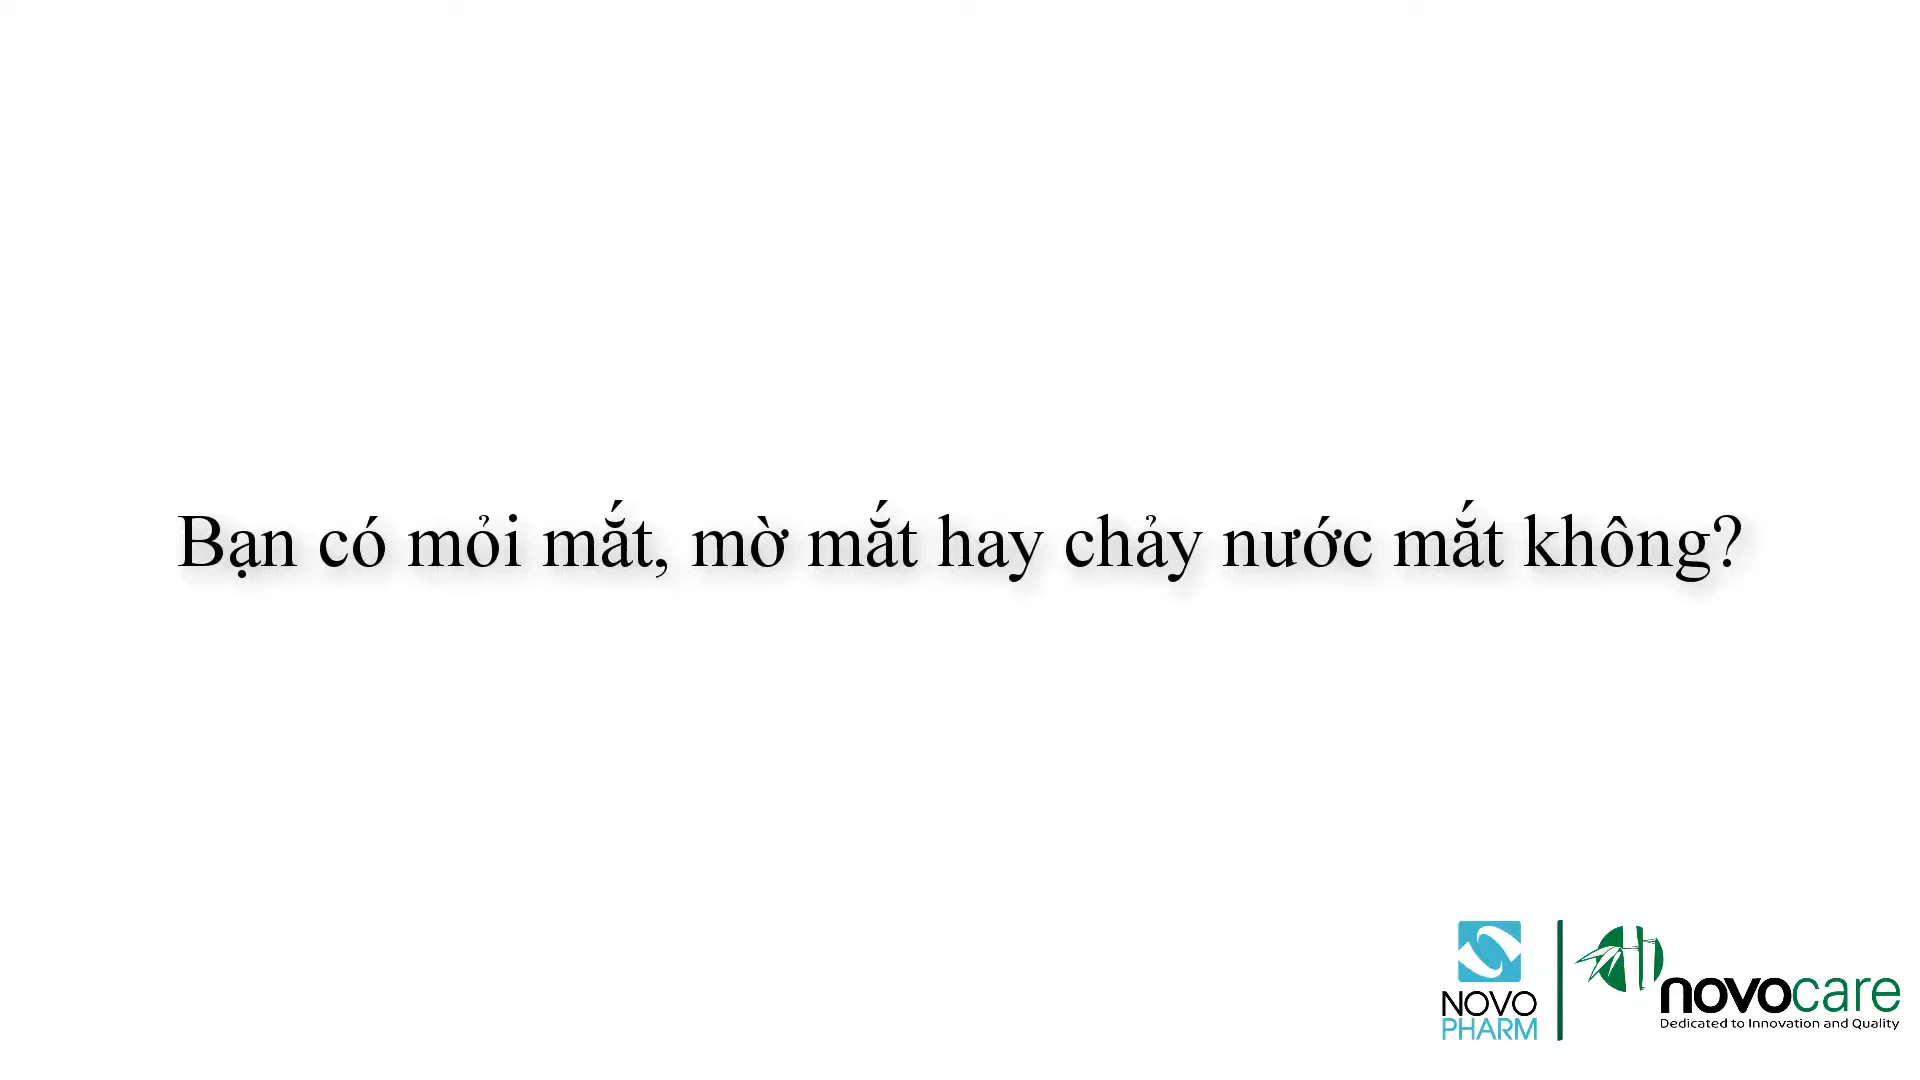 Bạn có mỏi mắt, mờ mắt hay chảy nước mắt không?
NOVO
PHARM
novocare
Dedicated to Innovation and Quality